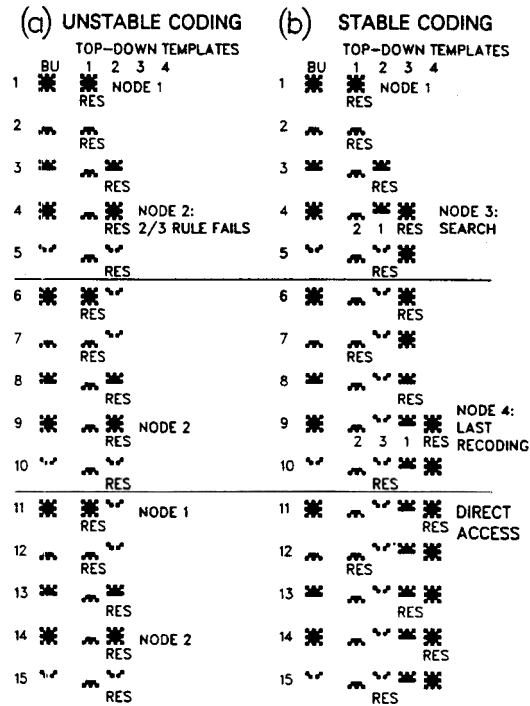 (a) UNSTABLE CODING
TOP-DOWN TEMPLATES
BU 1 2 3 4
1 NODE 1
RES
2
RES
3
RES
4 NODE 2:
RES 2/3 RULE FAILS
5
RES
6
RES
7
RES
8
RES
9 NODE 2
RES
10
RES
11 NODE 1
RES
12
RES
13
RES
14 NODE 2
RES
15
RES
(b) STABLE CODING
TOP-DOWN TEMPLATES
BU 1 2 3 4
1 NODE 1
RES
2
RES
3
RES
4 NODE 3:
2 1 RES SEARCH
5
RES
6
RES
7
RES
8
RES
9 NODE 4:
LAST
2 3 1 RES RECODING
10
RES
11 DIRECT
RES ACCESS
12
RES
13
RES
14
RES
15
RES